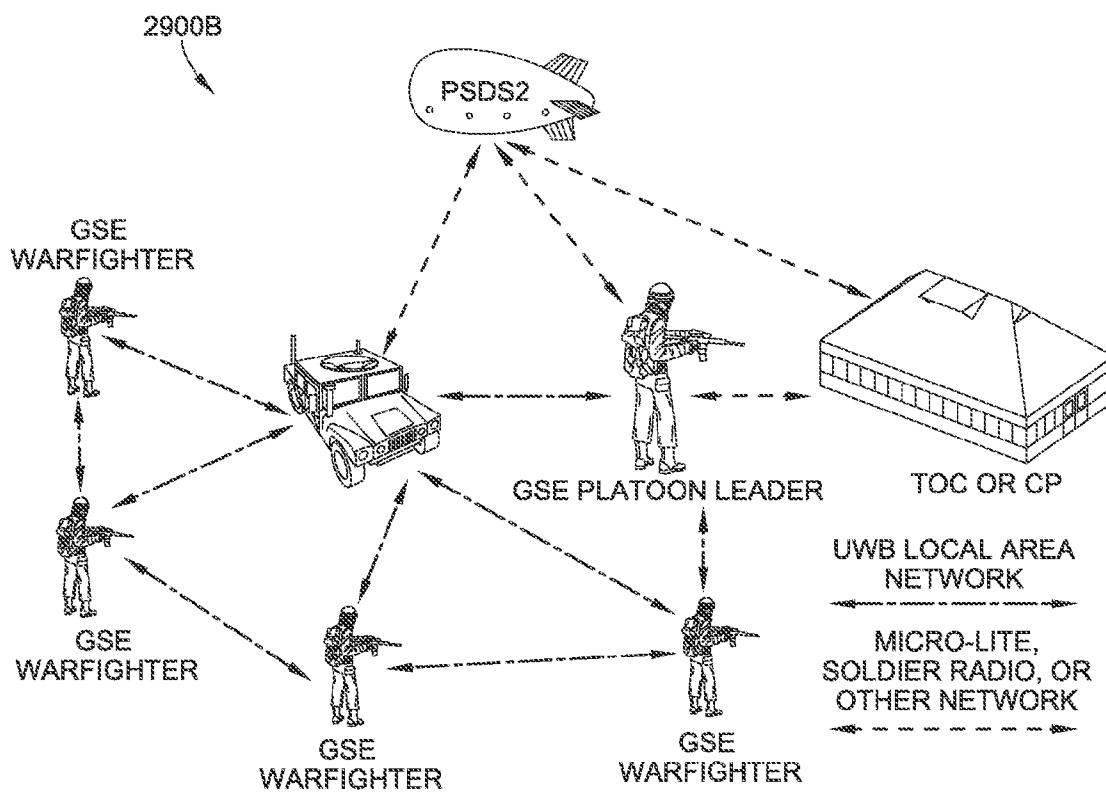 2900B
PSDS2
GSE
WARFIGHTER
GSE PLATOON LEADER
TOC OR CP
GSE
WARFIGHTER
GSE
WARFIGHTER
GSE
WARFIGHTER
UWB LOCAL AREA
NETWORK
MICRO-LITE,
SOLDIER RADIO, OR
OTHER NETWORK